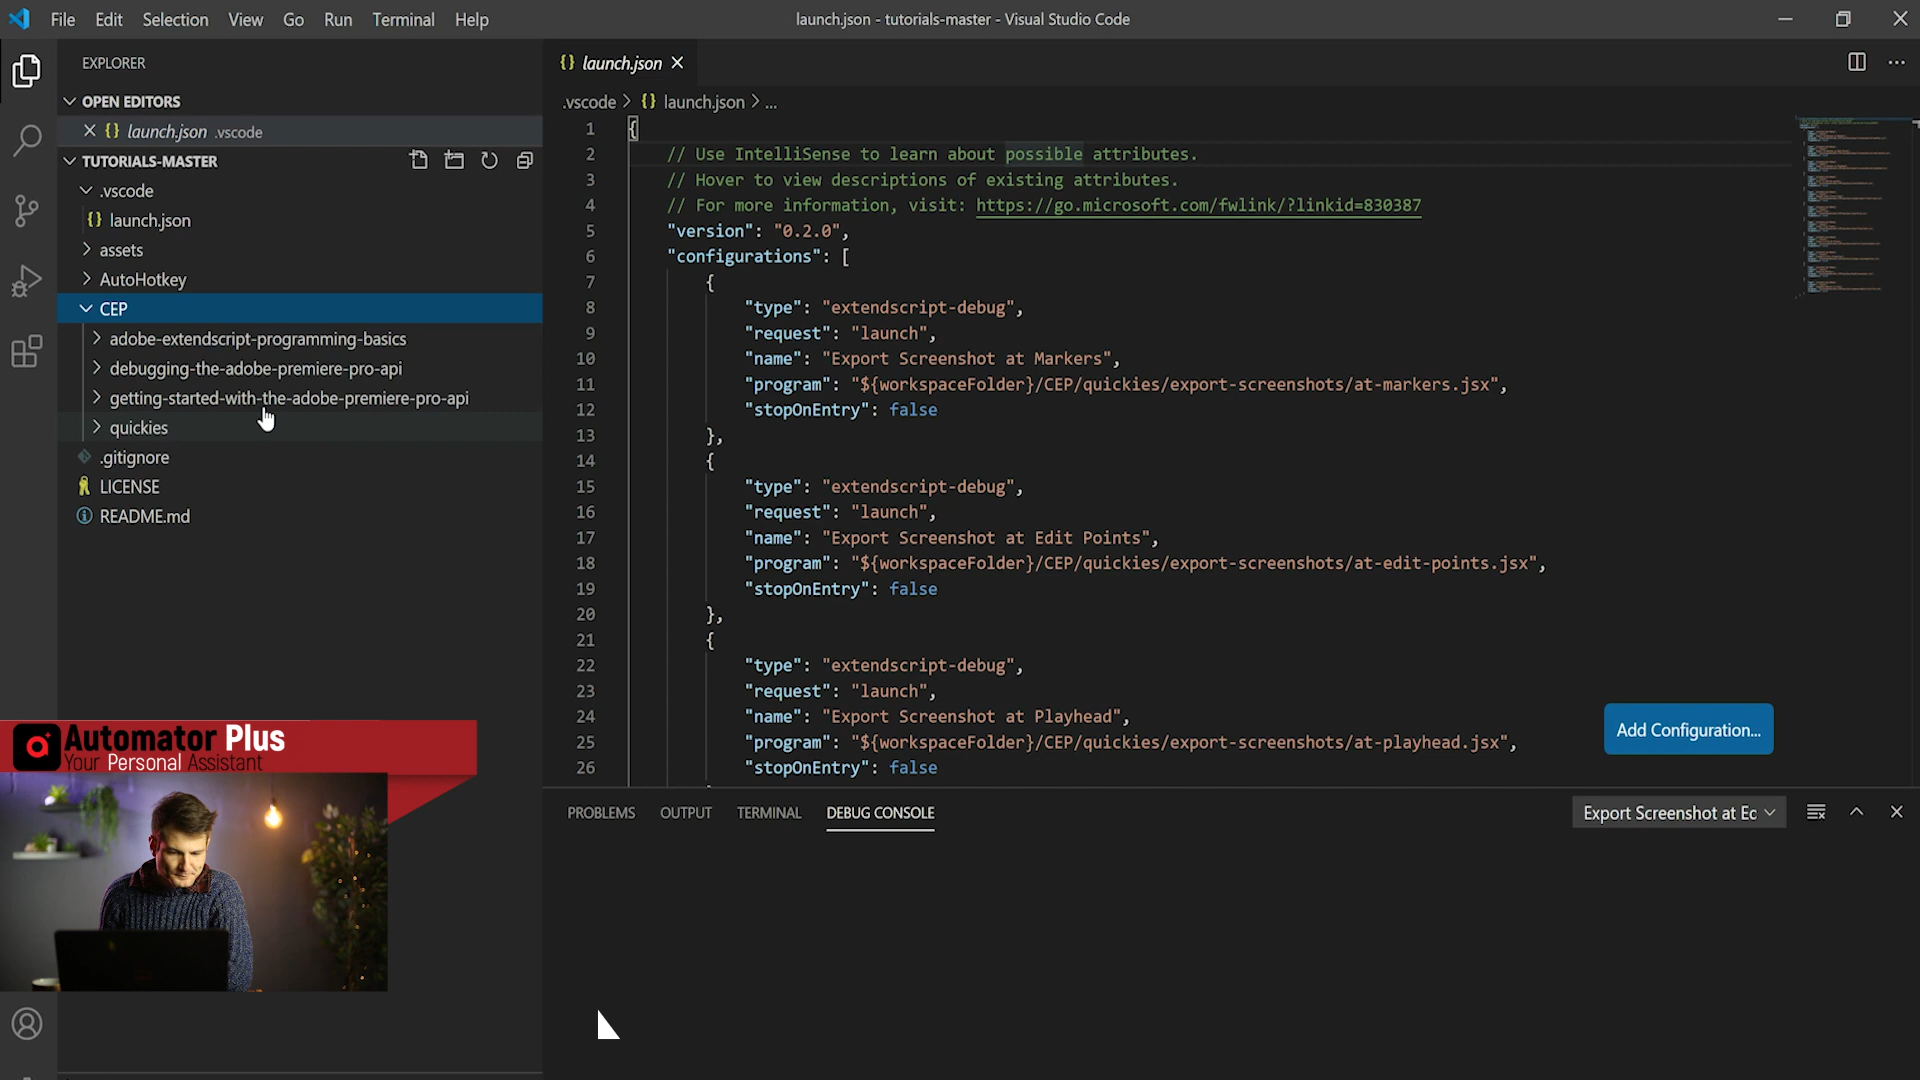 File Edit Selection View Go Run Terminal Help
launch.json - tutorials-master - Visual Studio Code
EXPLORER
OPEN EDITORS
{} launch.json .vscode
TUTORIALS-MASTER
.vscode
{} launch.json
assets
AutoHotkey
CEP
adobe-extendscript-programming-basics
debugging-the-adobe-premiere-pro-api
getting-started-with-the-adobe-premiere-pro-api
quickies
.gitignore
LICENSE
README.md
Automator Plus
Your Personal Assistant
{} launch.json
.vscode > {} launch.json > ...
1 {
2 // Use IntelliSense to learn about possible attributes.
3 // Hover to view descriptions of existing attributes.
4 // For more information, visit: https://go.microsoft.com/fwlink/?linkid=830387
5 "version": "0.2.0",
6 "configurations": [
7 {
8 "type": "extendscript-debug",
9 "request": "launch",
10 "name": "Export Screenshot at Markers",
11 "program": "${workspaceFolder}/CEP/quickies/export-screenshots/at-markers.jsx",
12 "stopOnEntry": false
13 },
14 {
15 "type": "extendscript-debug",
16 "request": "launch",
17 "name": "Export Screenshot at Edit Points",
18 "program": "${workspaceFolder}/CEP/quickies/export-screenshots/at-edit-points.jsx",
19 "stopOnEntry": false
20 },
21 {
22 "type": "extendscript-debug",
23 "request": "launch",
24 "name": "Export Screenshot at Playhead",
25 "program": "${workspaceFolder}/CEP/quickies/export-screenshots/at-playhead.jsx",
26 "stopOnEntry": false
Add Configuration...
PROBLEMS OUTPUT TERMINAL DEBUG CONSOLE
Export Screenshot at Ec